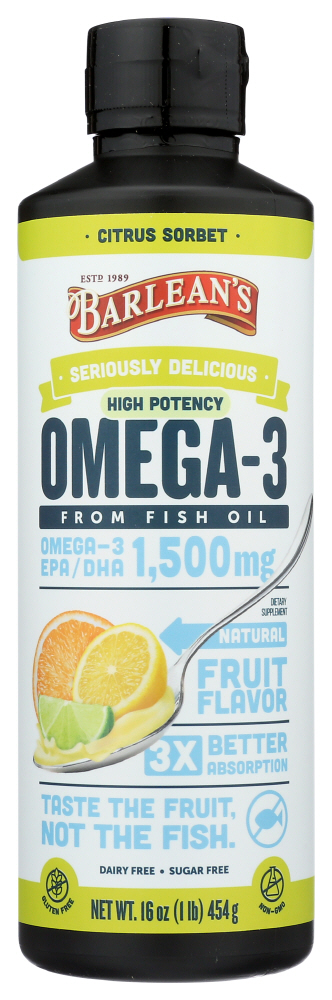 • CITRUS SORBET •
ESTD 1989
BARLEAN'S
• SERIOUSLY DELICIOUS •
HIGH POTENCY
OMEGA-3
FROM FISH OIL
OMEGA-3
EPA/DHA
1,500mg
DIETARY
SUPPLEMENT
NATURAL
FRUIT
FLAVOR
3X
BETTER
ABSORPTION
TASTE THE FRUIT,
NOT THE FISH.
DAIRY FREE • SUGAR FREE
GLUTEN FREE
NET WT. 16 oz (1 lb) 454 g
NON-GMO